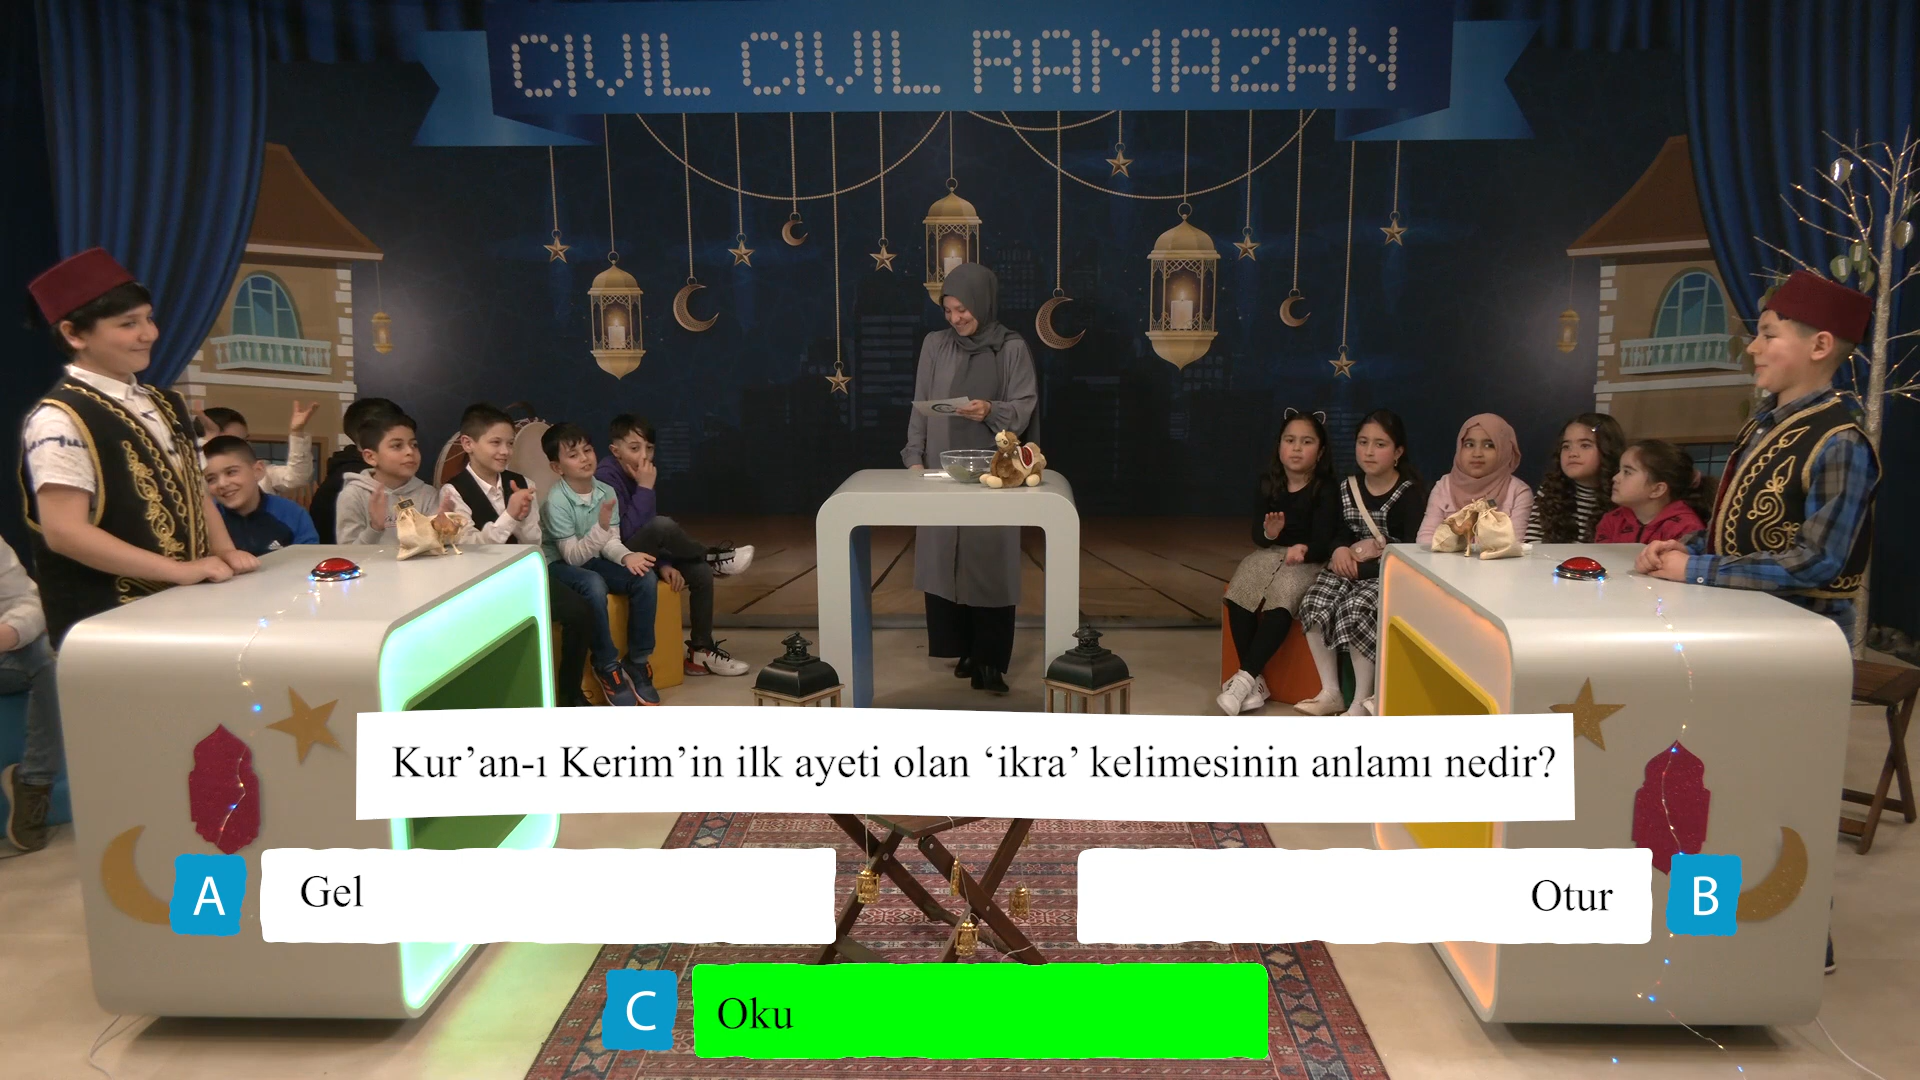 CIVIL CIVIL RAMAZAN
Kur’an-ı Kerim’in ilk ayeti olan ‘ikra’ kelimesinin anlamı nedir?
A Gel
Otur B
C Oku